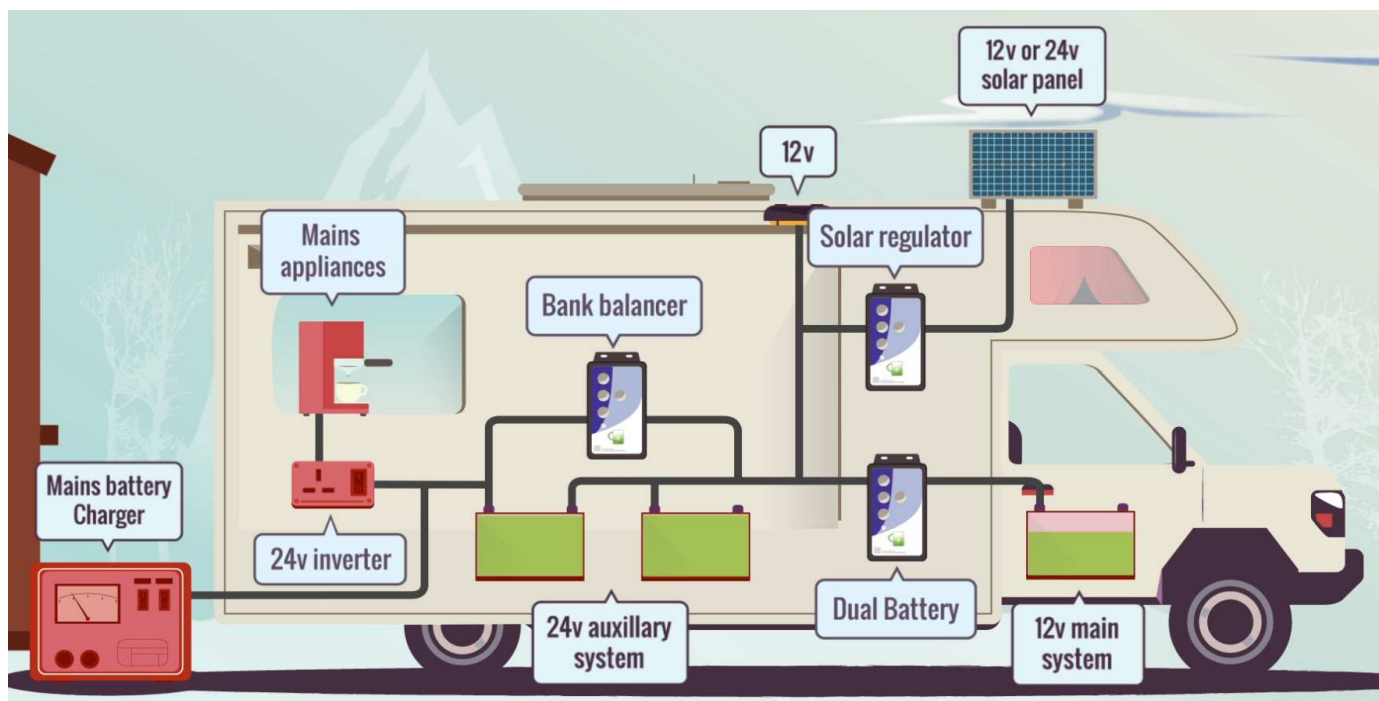 12v or 24v
solar panel
12v
Solar regulator
Mains
appliances
Bank balancer
Mains battery
Charger
24v inverter
24v auxillary
system
Dual Battery
12v main
system